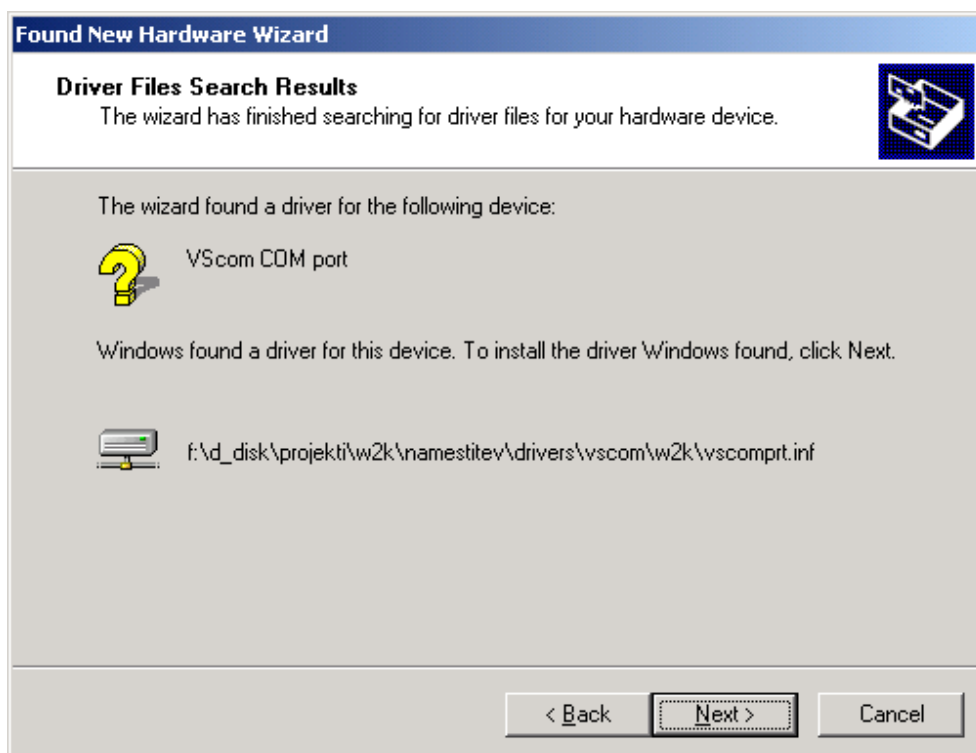 Found New Hardware Wizard
Driver Files Search Results
The wizard has finished searching for driver files for your hardware device.
The wizard found a driver for the following device:
VScom COM port
Windows found a driver for this device. To install the driver Windows found, click Next.
f:\d_disk\projekti\w2k\namestitev\drivers\vscom\w2k\vscomprt.inf
< Back Next > Cancel